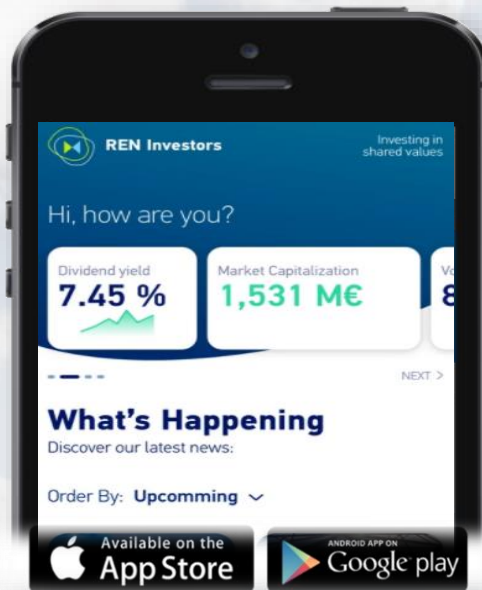 REN Investors
Investing in
shared values
Hi, how are you?
Dividend yield
7.45 %
Market Capitalization
1,531 M€
8
NEXT >
What's Happening
Discover our latest news:
Order By: Upcomming
Available on the
App Store
ANDROID APP ON
Google play